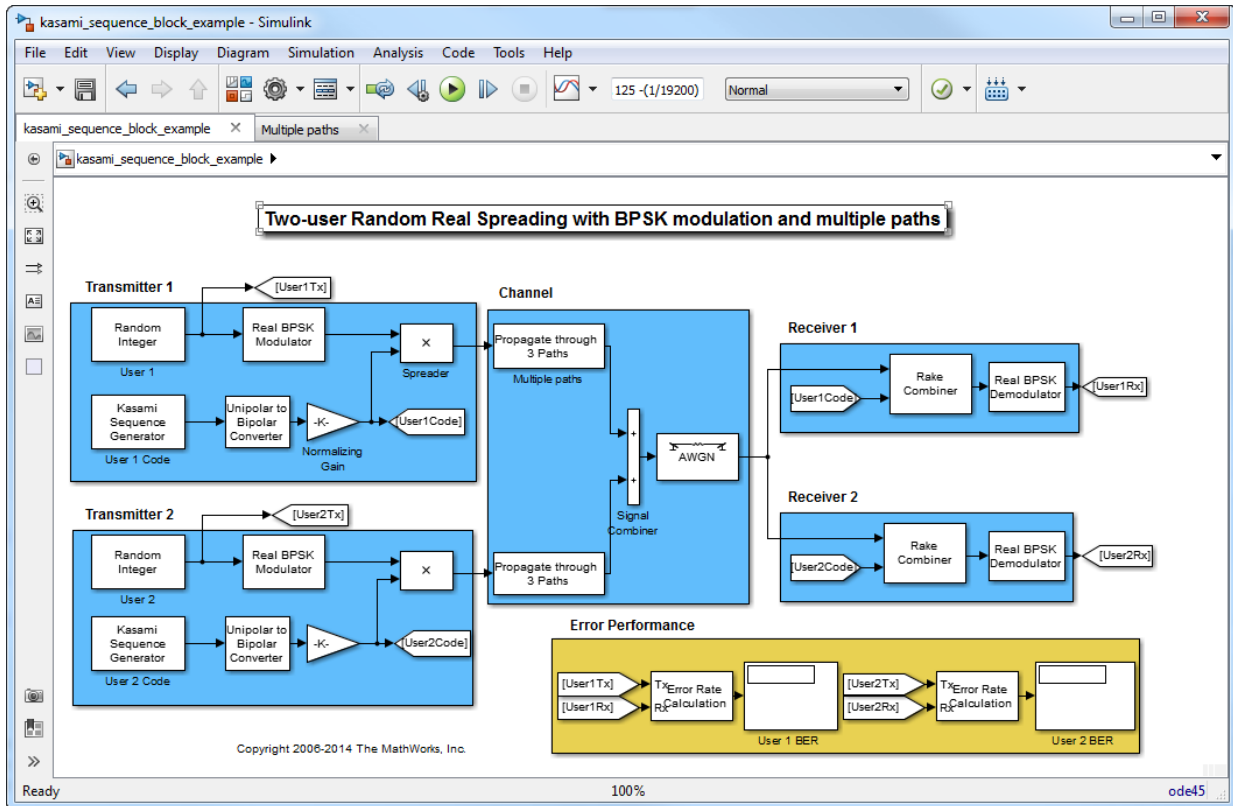 kasami_sequence_block_example - Simulink
File Edit View Display Diagram Simulation Analysis Code Tools Help
125 -(1/19200) Normal
kasami_sequence_block_example Multiple paths
kasami_sequence_block_example
Two-user Random Real Spreading with BPSK modulation and multiple paths
Transmitter 1
[User1Tx]
Random
Integer
User 1
Real BPSK
Modulator
×
Spreader
Kasami
Sequence
Generator
User 1 Code
Unipolar to
Bipolar
Converter
-K-
Normalizing
Gain
[User1Code]
Transmitter 2
[User2Tx]
Random
Integer
User 2
Real BPSK
Modulator
×
Kasami
Sequence
Generator
User 2 Code
Unipolar to
Bipolar
Converter
-K-
[User2Code]
Channel
Propagate through
3 Paths
Multiple paths
+
+
Signal
Combiner
AWGN
Propagate through
3 Paths
Receiver 1
[User1Code]
Rake
Combiner
Real BPSK
Demodulator
[User1Rx]
Receiver 2
[User2Code]
Rake
Combiner
Real BPSK
Demodulator
[User2Rx]
Error Performance
[User1Tx]
[User1Rx]
Tx
Rx
Error Rate
Calculation
User 1 BER
[User2Tx]
[User2Rx]
Tx
Rx
Error Rate
Calculation
User 2 BER
Copyright 2006-2014 The MathWorks, Inc.
Ready 100% ode45